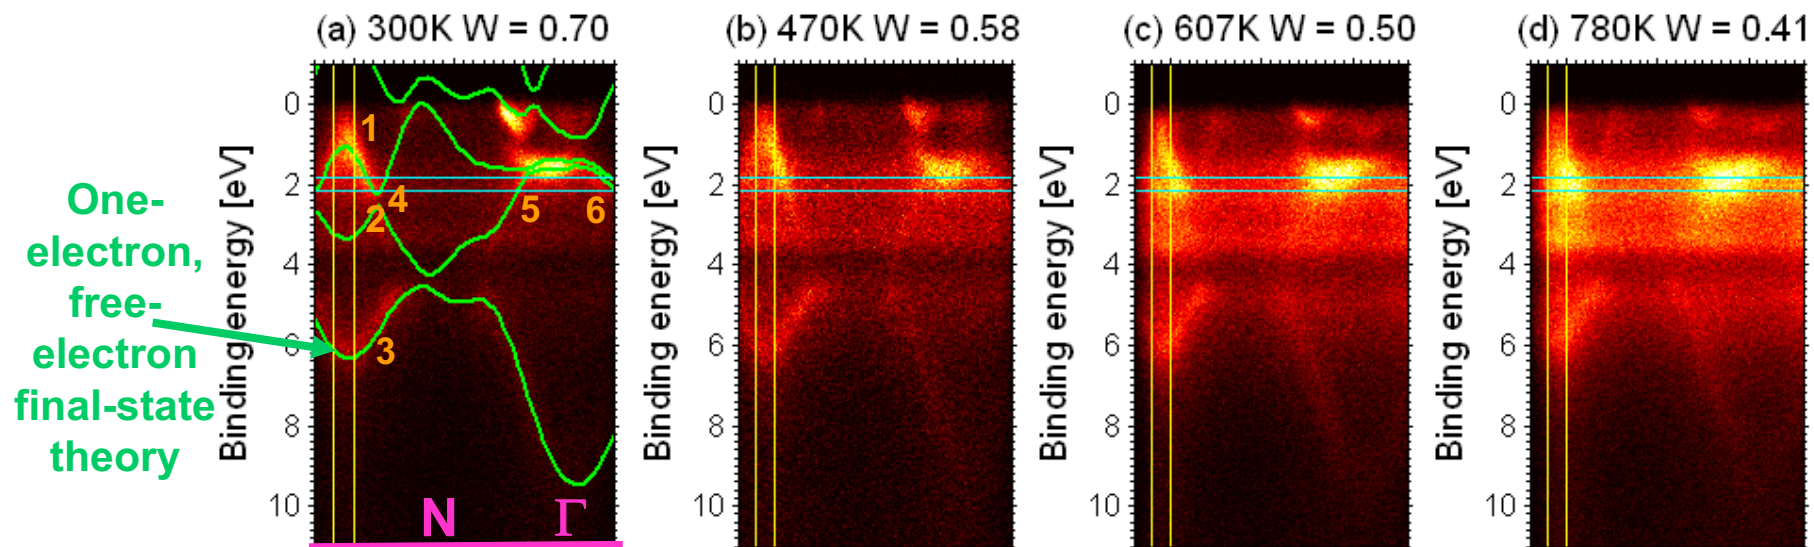 (a) 300K W = 0.70
(b) 470K W = 0.58
(c) 607K W = 0.50
(d) 780K W = 0.41
One-
electron,
free-
electron
final-state
theory
Binding energy [eV]
0
2
4
6
8
10
1
2
4
3
5
6
N
Γ
Binding energy [eV]
0
2
4
6
8
10
Binding energy [eV]
0
2
4
6
8
10
Binding energy [eV]
0
2
4
6
8
10